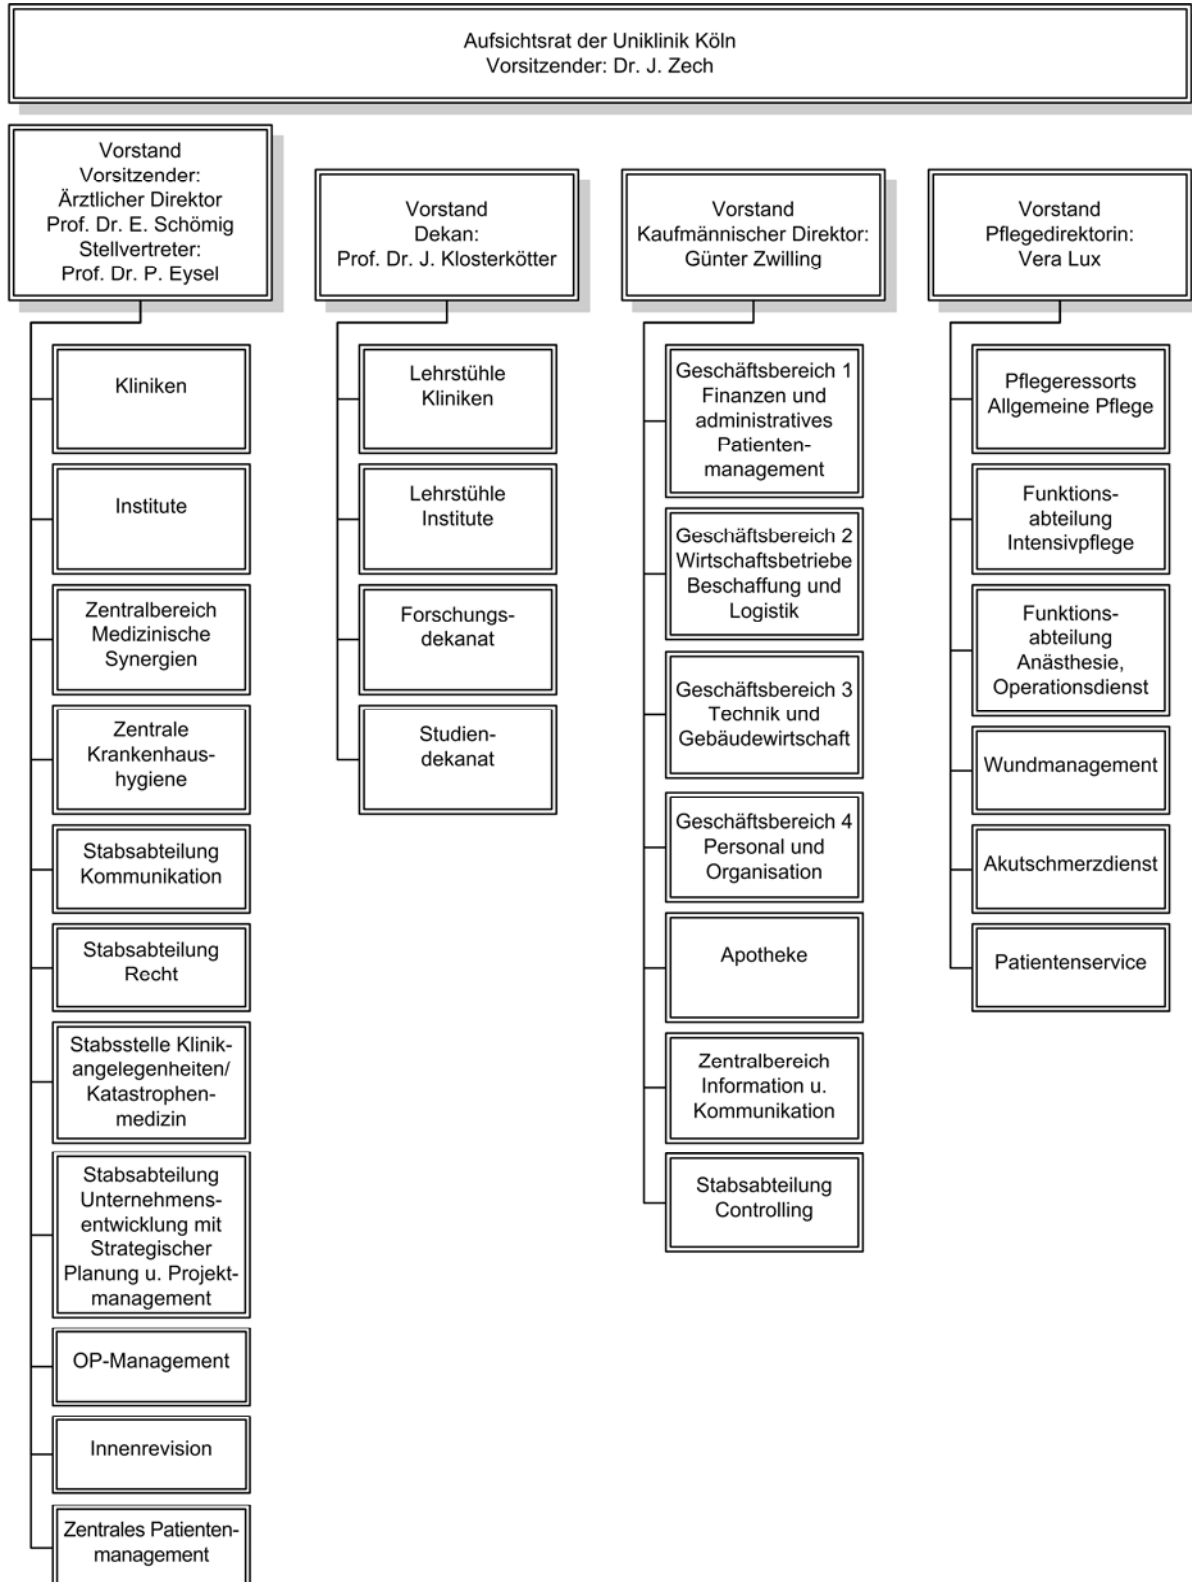 Aufsichtsrat der Uniklinik Köln
Vorsitzender: Dr. J. Zech
Vorstand
Vorsitzender:
Ärztlicher Direktor
Prof. Dr. E. Schömig
Stellvertreter:
Prof. Dr. P. Eysel
Kliniken
Institute
Zentralbereich
Medizinische
Synergien
Zentrale
Krankenhaus-
hygiene
Stabsabteilung
Kommunikation
Stabsabteilung
Recht
Stabsstelle Klinik-
angelegenheiten/
Katastrophen-
medizin
Stabsabteilung
Unternehmens-
entwicklung mit
Strategischer
Planung u. Projekt-
management
OP-Management
Innenrevision
Zentrales Patienten-
management
Vorstand
Dekan:
Prof. Dr. J. Klosterkötter
Lehrstühle
Kliniken
Lehrstühle
Institute
Forschungs-
dekanat
Studien-
dekanat
Vorstand
Kaufmännischer Direktor:
Günter Zwilling
Geschäftsbereich 1
Finanzen und
administratives
Patienten-
management
Geschäftsbereich 2
Wirtschaftsbetriebe
Beschaffung und
Logistik
Geschäftsbereich 3
Technik und
Gebäudewirtschaft
Geschäftsbereich 4
Personal und
Organisation
Apotheke
Zentralbereich
Information u.
Kommunikation
Stabsabteilung
Controlling
Vorstand
Pflegedirektorin:
Vera Lux
Pflegeressorts
Allgemeine Pflege
Funktions-
abteilung
Intensivpflege
Funktions-
abteilung
Anästhesie,
Operationsdienst
Wundmanagement
Akutschmerzdienst
Patientenservice